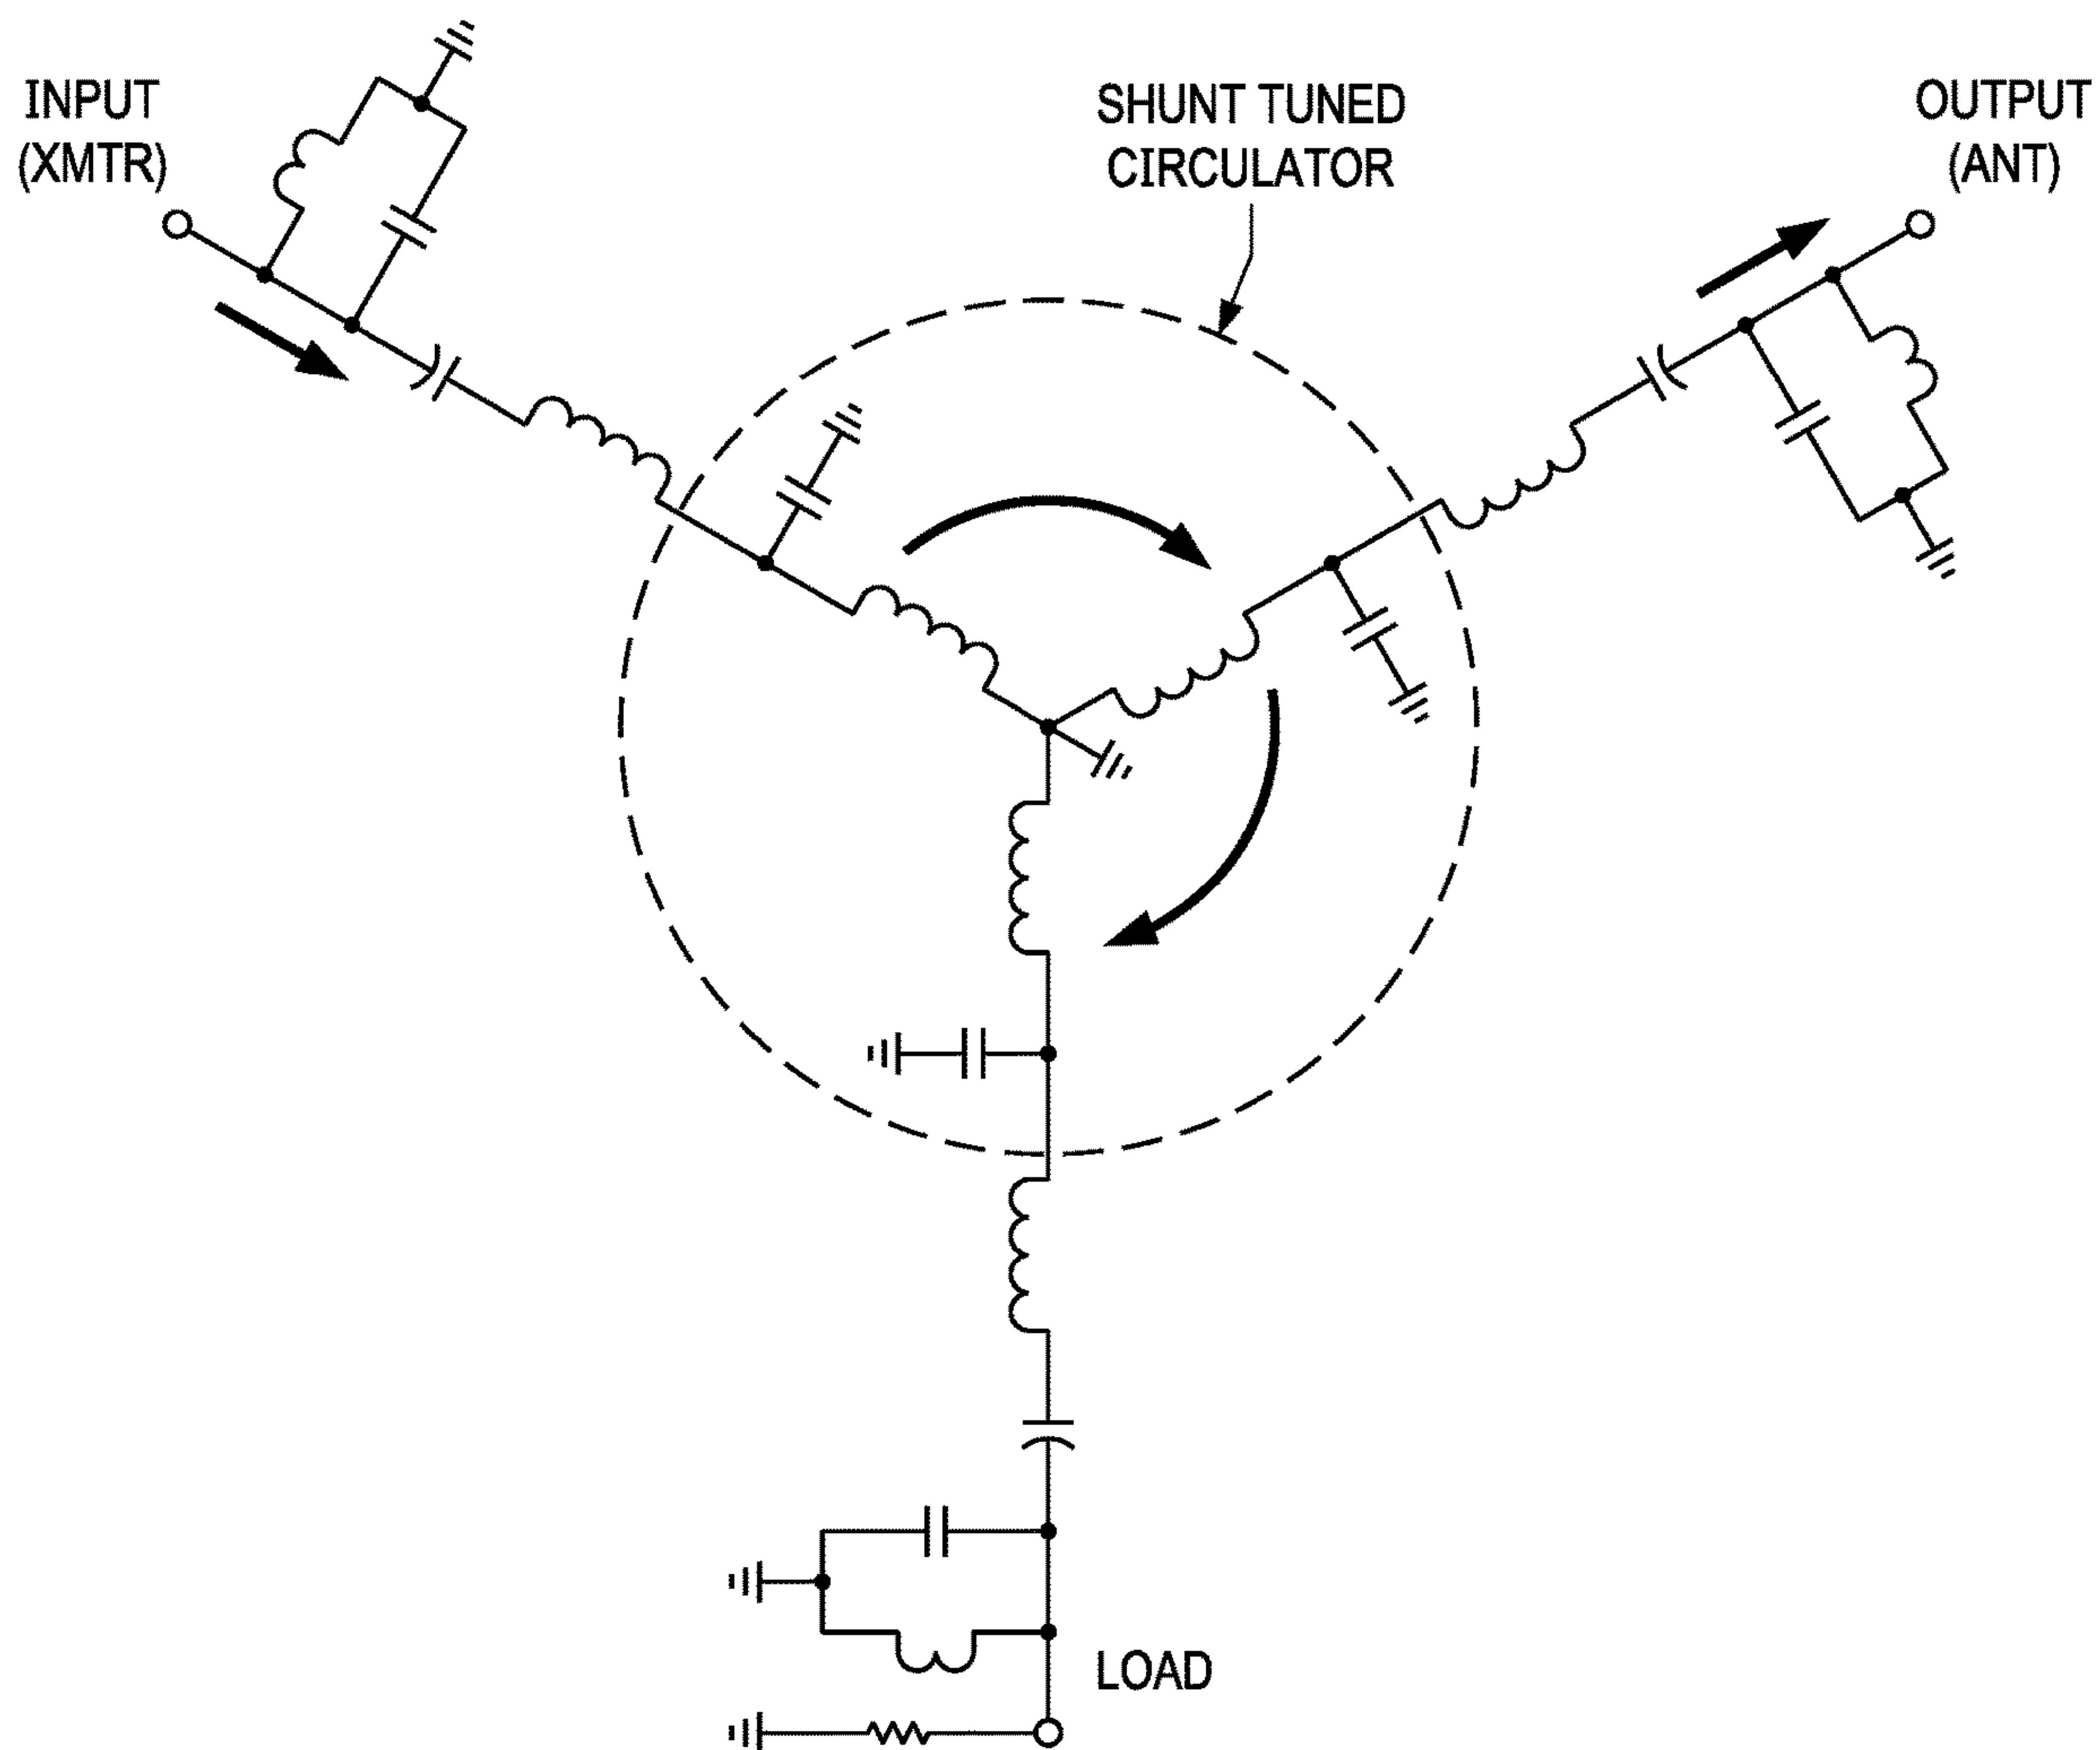 INPUT
(XMTR)
SHUNT TUNED
CIRCULATOR
OUTPUT
(ANT)
LOAD